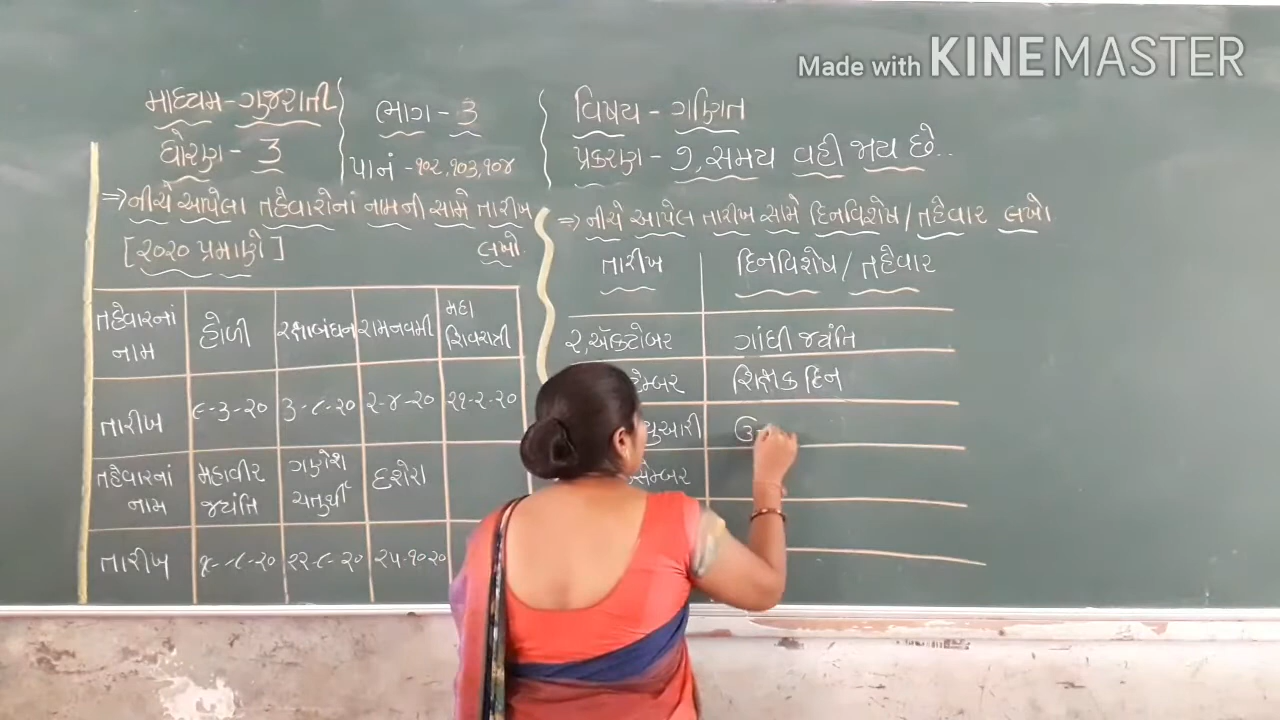 Made with KINEMASTER
માધ્યમ-ગુજરાતી
ધોરણ - 3
ભાગ - 3
પાનં -૧૦૨,૧૦૩,૧૦૪
વિષય - ગણિત
પ્રકરણ - ૭, સમય વહી જાય છે..
⇒ નીચે આપેલા તહેવારોનાં નામની સામે તારીખ
[૨૦૨૦ પ્રમાણે] લખો.
તહેવારનાં નામ હોળી રક્ષાબંધન રામનવમી મહા શિવરાત્રી
તારીખ ૯-૩-૨૦ ૩-૮-૨૦ ૨-૪-૨૦ ૨૧-૨-૨૦
તહેવારનાં નામ મહાવીર જયંતિ ગણેશ ચતુર્થી દશેરા
તારીખ ૨૨-૮-૨૦ ૨૫-૧૦-૨૦
⇒ નીચે આપેલ તારીખ સામે દિનવિશેષ/તહેવાર લખો
તારીખ દિનવિશેષ/તહેવાર
૨, ઑક્ટોબર ગાંધી જયંતિ
ટેમ્બર શિક્ષક દિન
યુઆરી ઉ
સેમ્બર